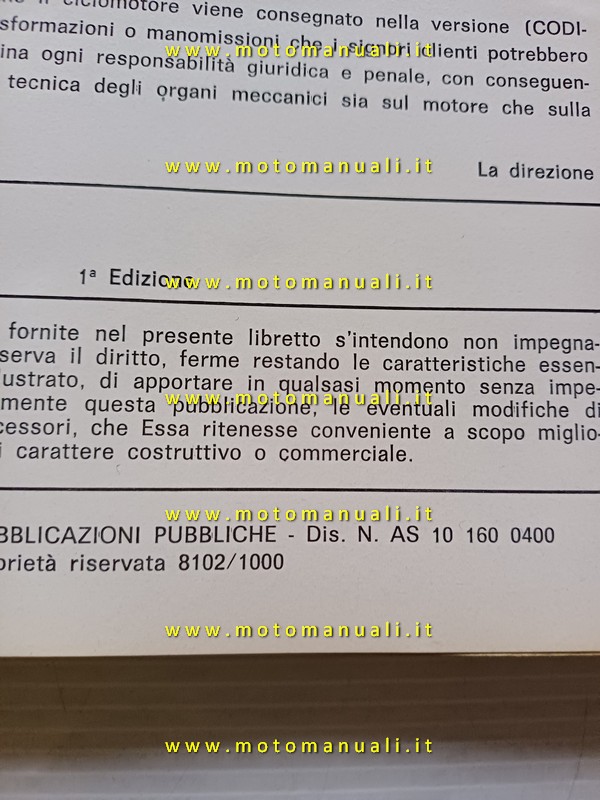 ciclomotore viene consegnato nella versione (CODI-
sformazioni o manomissioni che i signori clienti potrebbero
www.motomanuali.it
ina ogni responsabilità giuridica e penale, con conseguen-
tecnica degli organi meccanici sia sul motore che sulla
www.motomanuali.it
La direzione
1ª Edizione
www.motomanuali.it
fornite nel presente libretto s'intendono non impegna-
serva il diritto, ferme restando le caratteristiche essen-
lustrato, di apportare in qualsasi momento senza impe-
www.motomanuali.it
mente questa pubblicazione, le eventuali modifiche di
cessori, che Essa ritenesse conveniente a scopo miglio-
i carattere costruttivo o commerciale.
www.motomanuali.it
BBLICAZIONI PUBBLICHE - Dis. N. AS 10 160 0400
prietà riservata 8102/1000
www.motomanuali.it
www.motomanuali.it